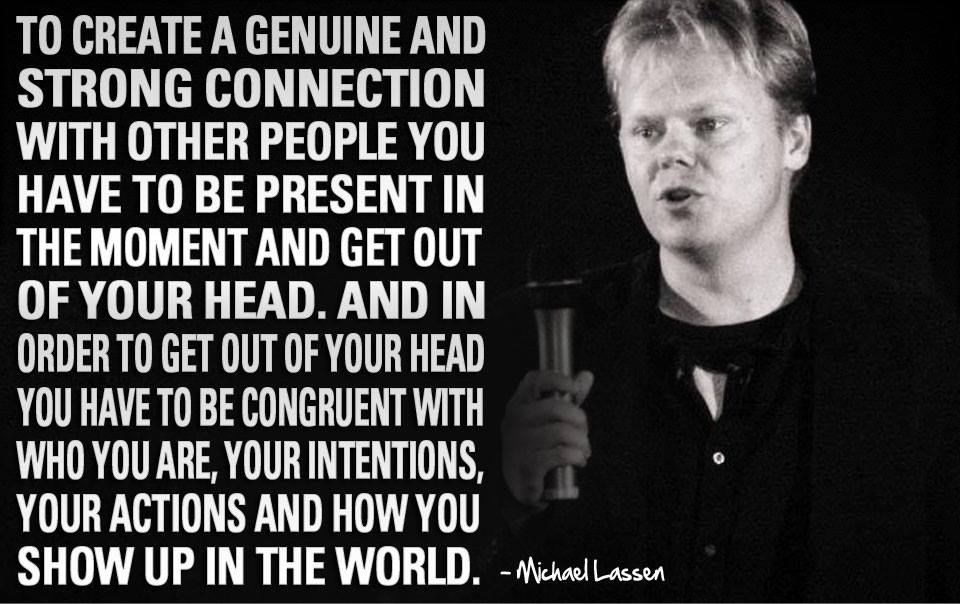 TO CREATE A GENUINE AND
STRONG CONNECTION
WITH OTHER PEOPLE YOU
HAVE TO BE PRESENT IN
THE MOMENT AND GET OUT
OF YOUR HEAD. AND IN
ORDER TO GET OUT OF YOUR HEAD
YOU HAVE TO BE CONGRUENT WITH
WHO YOU ARE, YOUR INTENTIONS,
YOUR ACTIONS AND HOW YOU
SHOW UP IN THE WORLD.
- Michael Lassen